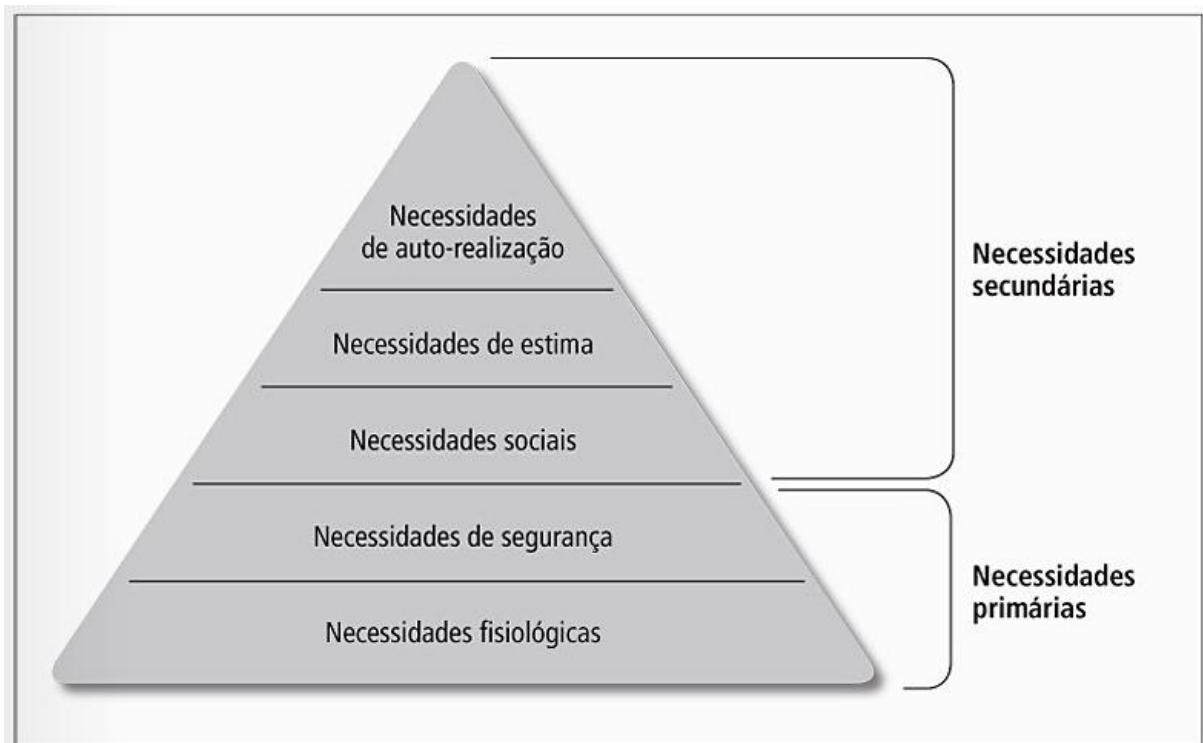 Necessidades
de auto-realização
Necessidades de estima
Necessidades sociais
Necessidades de segurança
Necessidades fisiológicas
Necessidades
secundárias
Necessidades
primárias